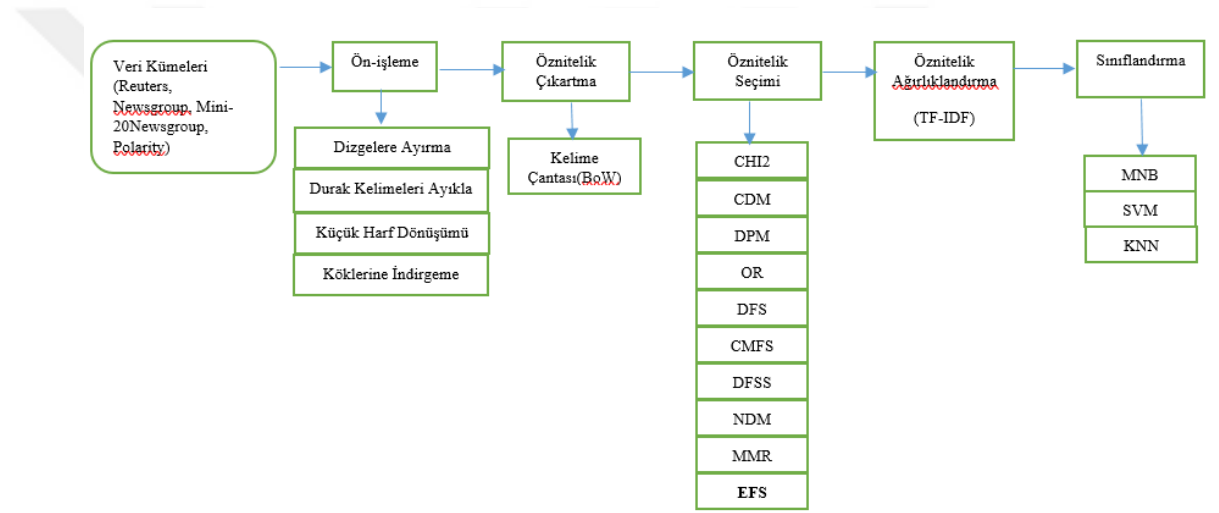 Veri Kümeleri
(Reuters,
Newsgroup, Mini-
20Newsgroup,
Polarity)
Ön-işleme
Dizgelere Ayırma
Durak Kelimeleri Ayıkla
Küçük Harf Dönüşümü
Köklerine İndirgeme
Öznitelik
Çıkartma
Kelime
Çantası(BoW)
Öznitelik
Seçimi
CHI2
CDM
DPM
OR
DFS
CMFS
DFSS
NDM
MMR
EFS
Öznitelik
Ağırlıklandırma
(TF-IDF)
Sınıflandırma
MNB
SVM
KNN